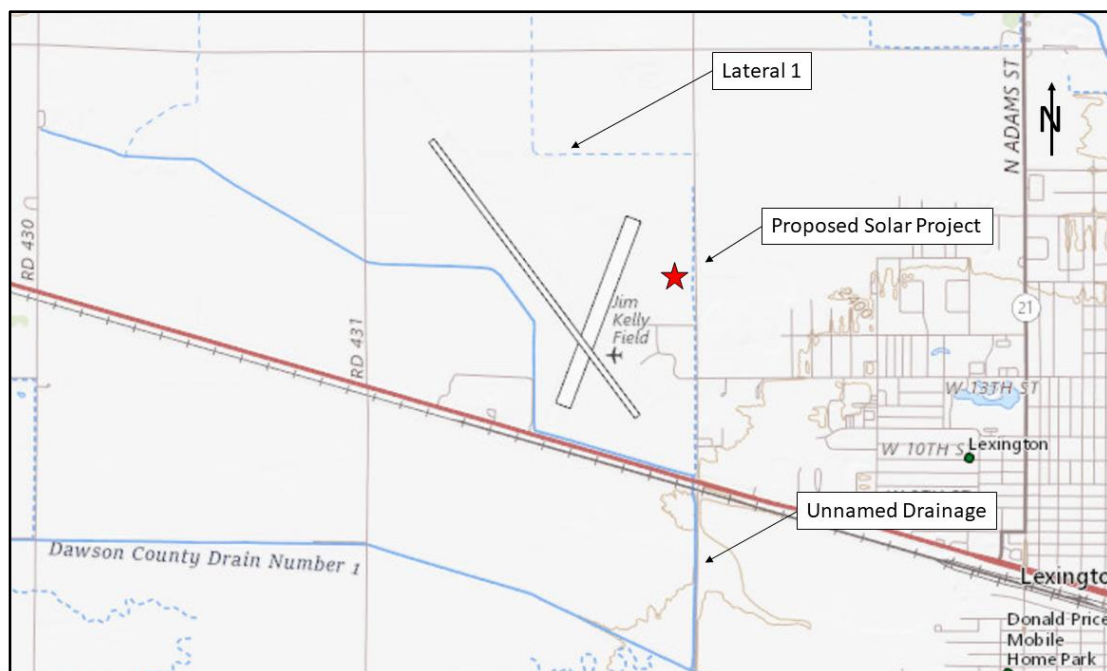 Lateral 1
N ADAMS ST
N
Proposed Solar Project
RD 430
Jim
Kelly
Field
21
RD 431
W 13TH ST
W 10TH S
Lexington
Unnamed Drainage
Dawson County Drain Number 1
Lexingto
Donald Price
Mobile
Home Park